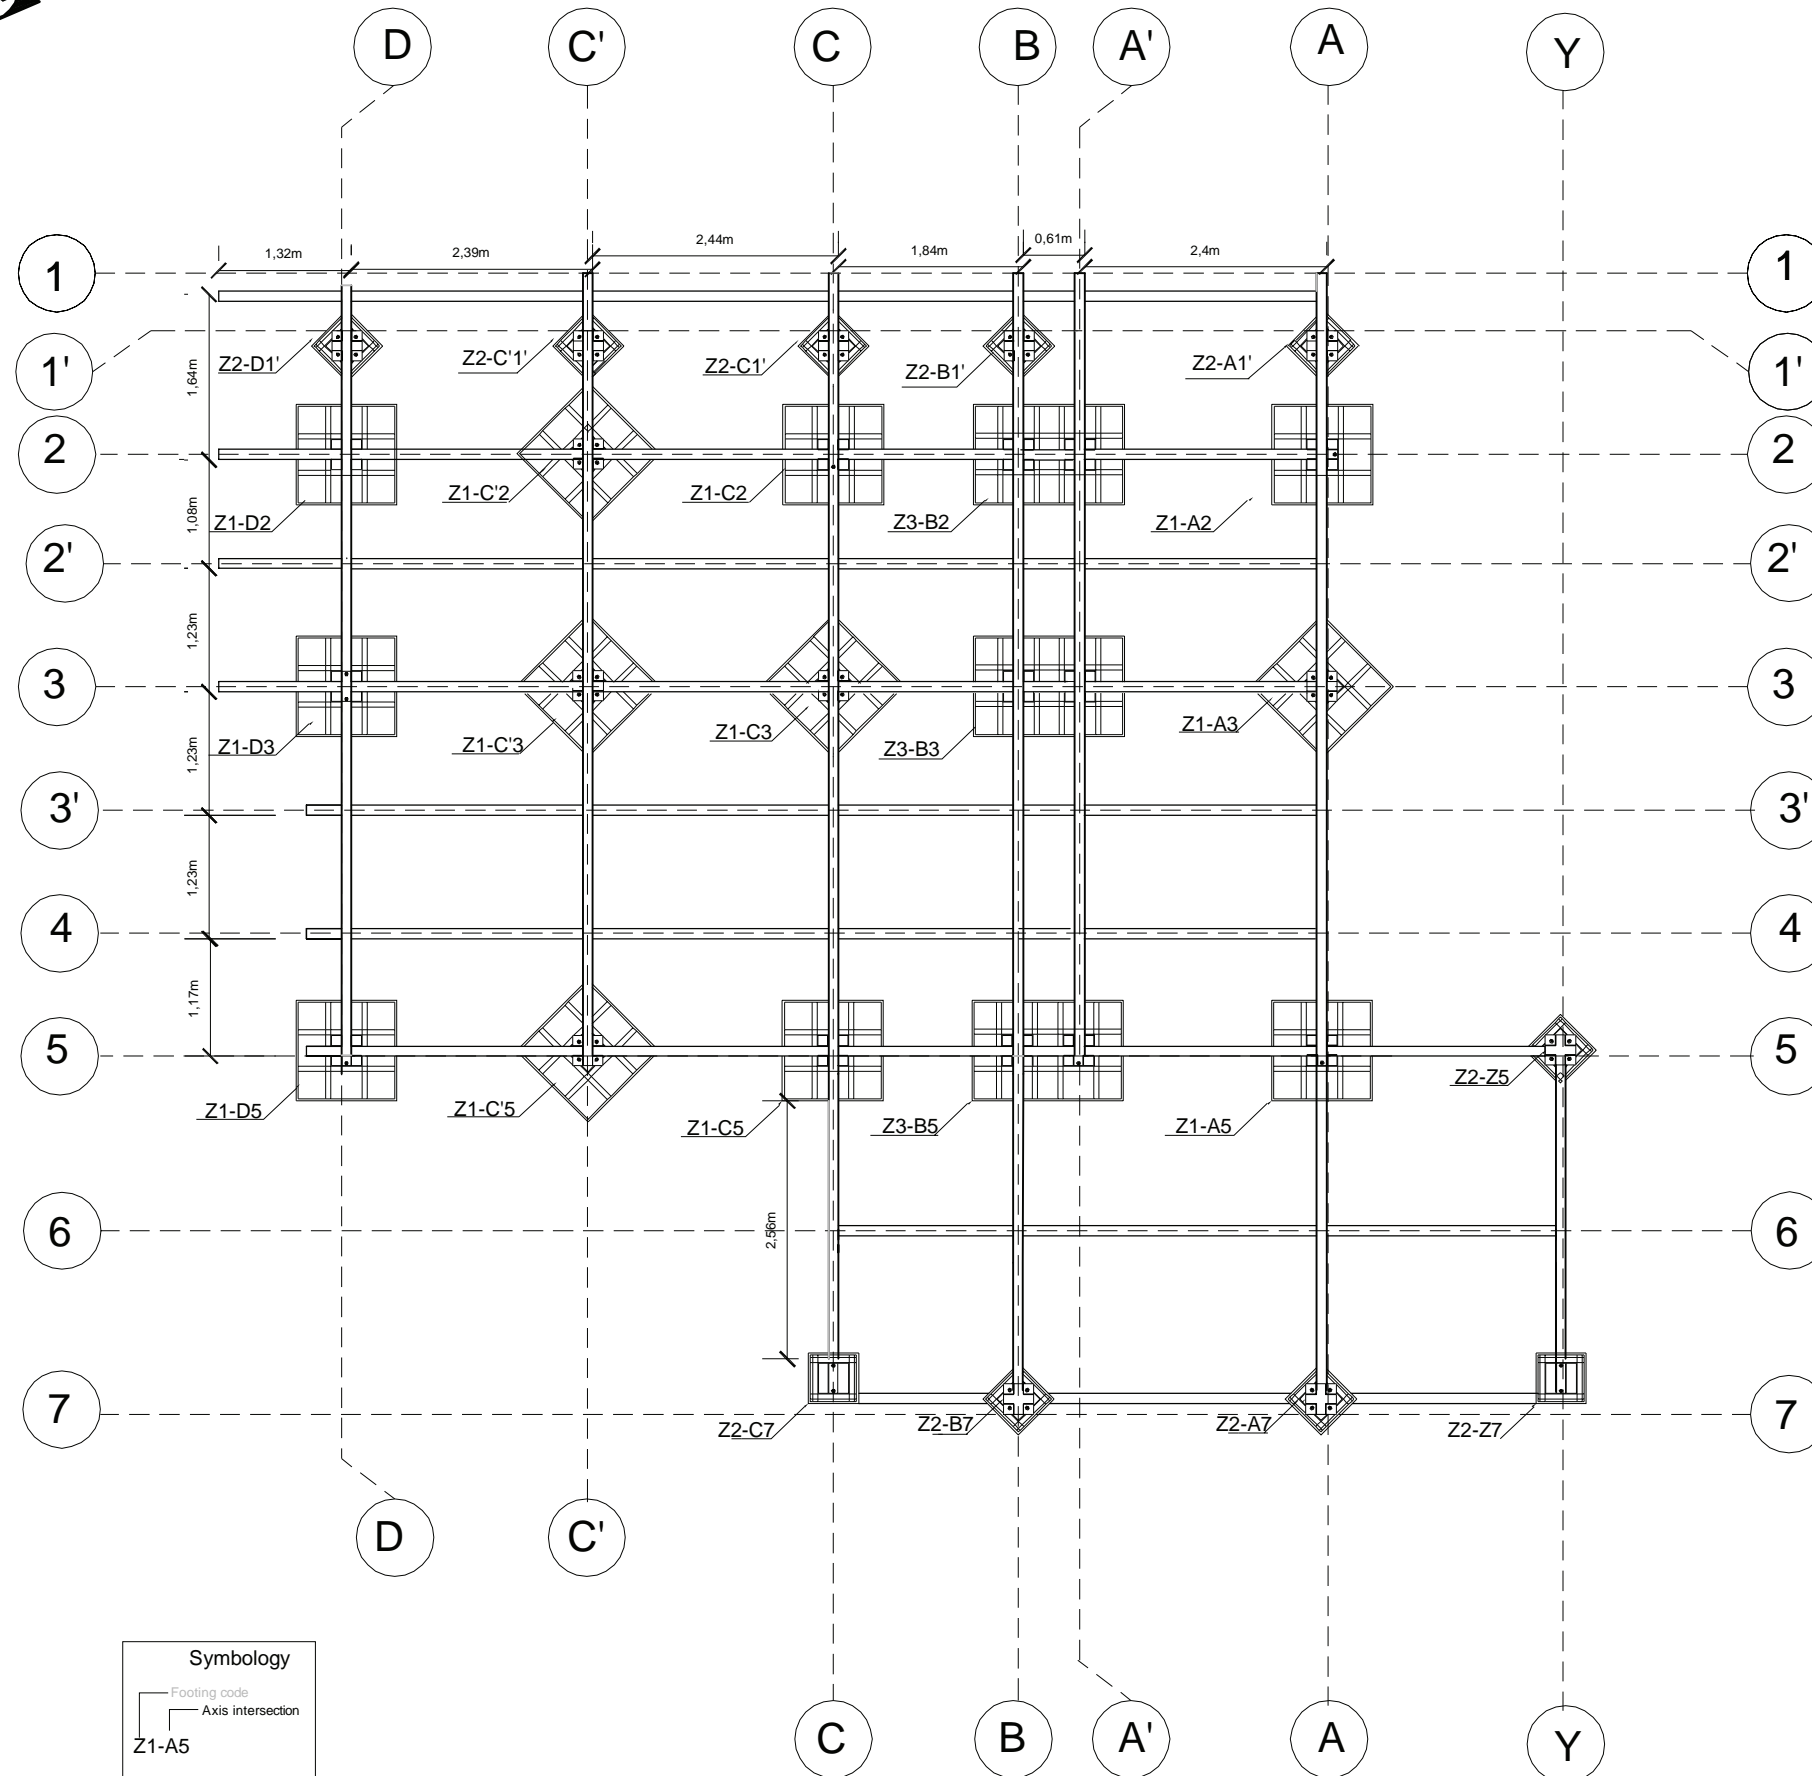 D C' C B A' A Y
1,32m 2,39m 2,44m 1,84m 0,61m 2,4m
1 1
1' 1'
Z2-D1' Z2-C'1' Z2-C1' Z2-B1' Z2-A1'
1,64m
2 2
Z1-D2 Z1-C'2 Z1-C2 Z3-B2 Z1-A2
1,08m
2' 2'
1,23m
3 3
Z1-D3 Z1-C'3 Z1-C3 Z3-B3 Z1-A3
1,23m
3' 3'
1,23m
4 4
1,17m
5 5
Z1-D5 Z1-C'5 Z1-C5 Z3-B5 Z1-A5 Z2-Z5
6 6
2,56m
7 7
Z2-C7 Z2-B7 Z2-A7 Z2-Z7
D C'
C B A' A Y
Symbology
Footing code
Axis intersection
Z1-A5